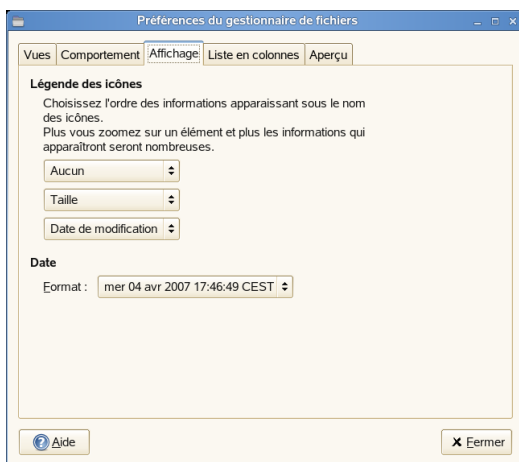 Préférences du gestionnaire de fichiers
Vues Comportement Affichage Liste en colonnes Aperçu
Légende des icônes
Choisissez l'ordre des informations apparaissant sous le nom
des icônes.
Plus vous zoomez sur un élément et plus les informations qui
apparaîtront seront nombreuses.
Aucun
Taille
Date de modification
Date
Format : mer 04 avr 2007 17:46:49 CEST
Aide Fermer